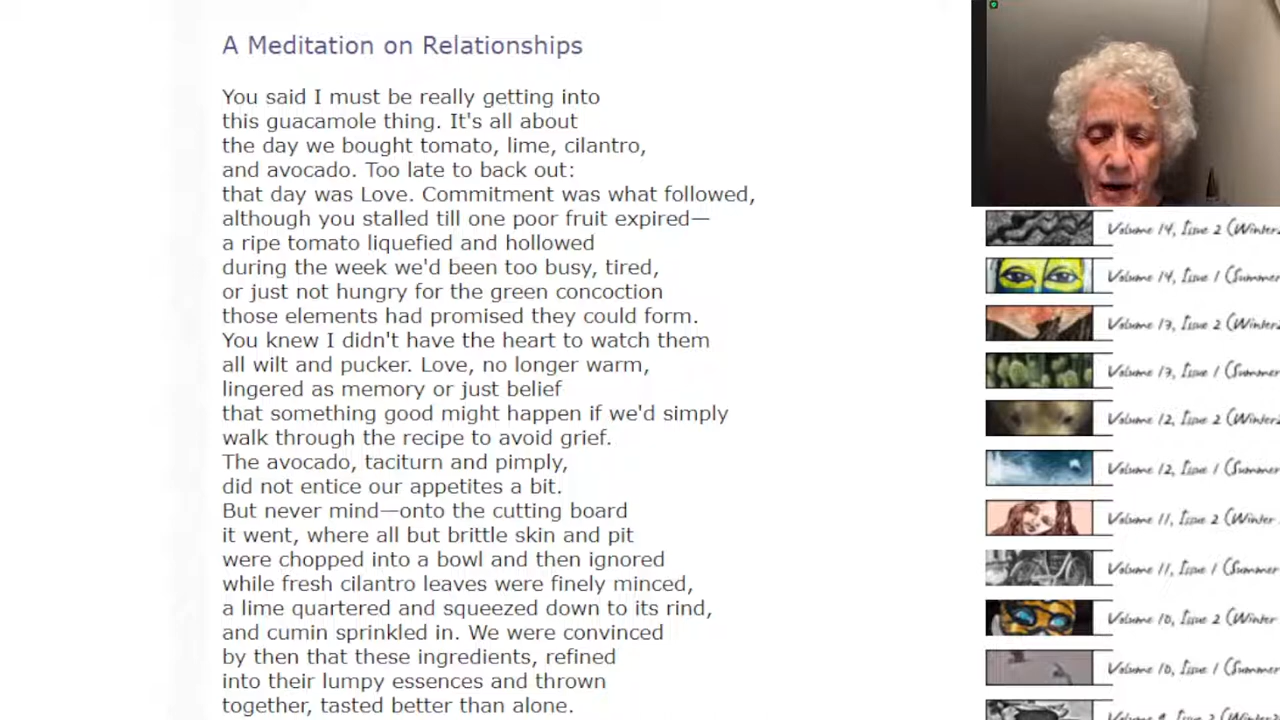 A Meditation on Relationships
You said I must be really getting into
this guacamole thing. It's all about
the day we bought tomato, lime, cilantro,
and avocado. Too late to back out:
that day was Love. Commitment was what followed,
although you stalled till one poor fruit expired—
a ripe tomato liquefied and hollowed
during the week we'd been too busy, tired,
or just not hungry for the green concoction
those elements had promised they could form.
You knew I didn't have the heart to watch them
all wilt and pucker. Love, no longer warm,
lingered as memory or just belief
that something good might happen if we'd simply
walk through the recipe to avoid grief.
The avocado, taciturn and pimply,
did not entice our appetites a bit.
But never mind—onto the cutting board
it went, where all but brittle skin and pit
were chopped into a bowl and then ignored
while fresh cilantro leaves were finely minced,
a lime quartered and squeezed down to its rind,
and cumin sprinkled in. We were convinced
by then that these ingredients, refined
into their lumpy essences and thrown
together, tasted better than alone.
Volume 14, Issue 2 (Winter
Volume 14, Issue 1 (Summer
Volume 13, Issue 2 (Winter
Volume 13, Issue 1 (Summer
Volume 12, Issue 2 (Winter
Volume 12, Issue 1 (Summer
Volume 11, Issue 2 (Winter
Volume 11, Issue 1 (Summer
Volume 10, Issue 2 (Winter
Volume 10, Issue 1 (Summer